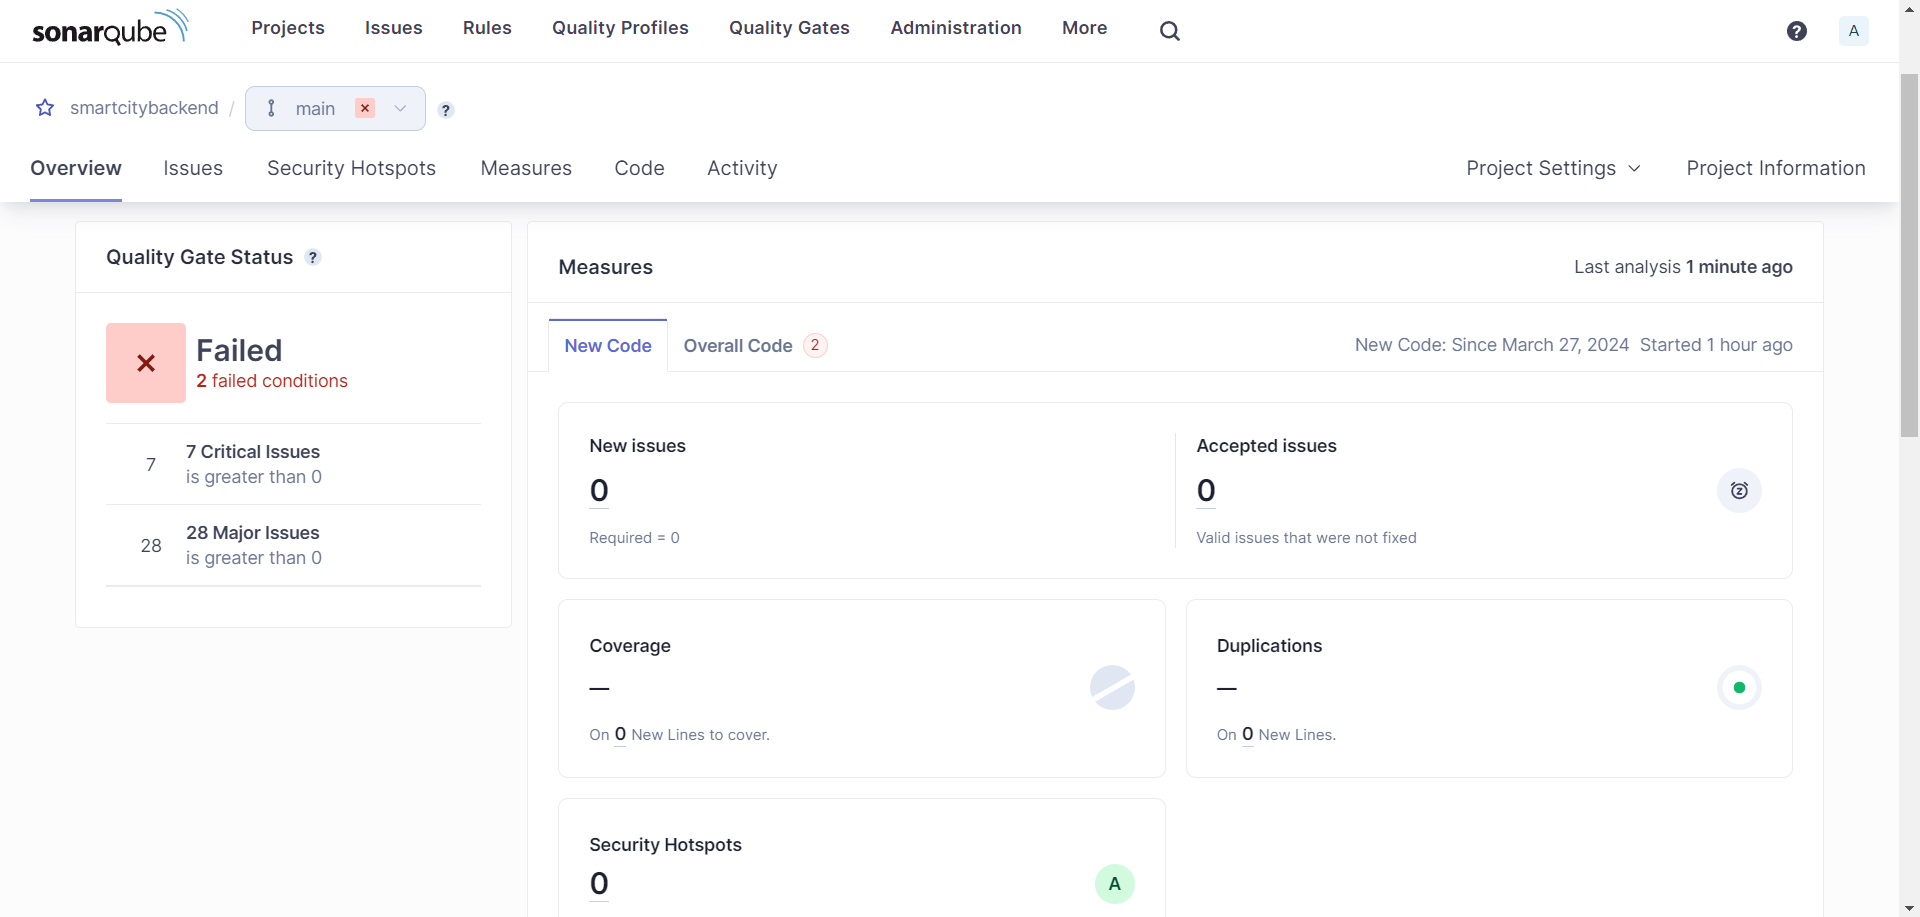 sonarqube
Projects Issues Rules Quality Profiles Quality Gates Administration More
? A
smartcitybackend / main ?
Overview Issues Security Hotspots Measures Code Activity Project Settings Project Information
Quality Gate Status ?
Failed
2 failed conditions
7 7 Critical Issues
is greater than 0
28 28 Major Issues
is greater than 0
Measures
Last analysis 1 minute ago
New Code Overall Code 2
New Code: Since March 27, 2024 Started 1 hour ago
New issues
0
Required = 0
Accepted issues
0
Valid issues that were not fixed
Coverage
—
On 0 New Lines to cover.
Duplications
—
On 0 New Lines.
Security Hotspots
0
A